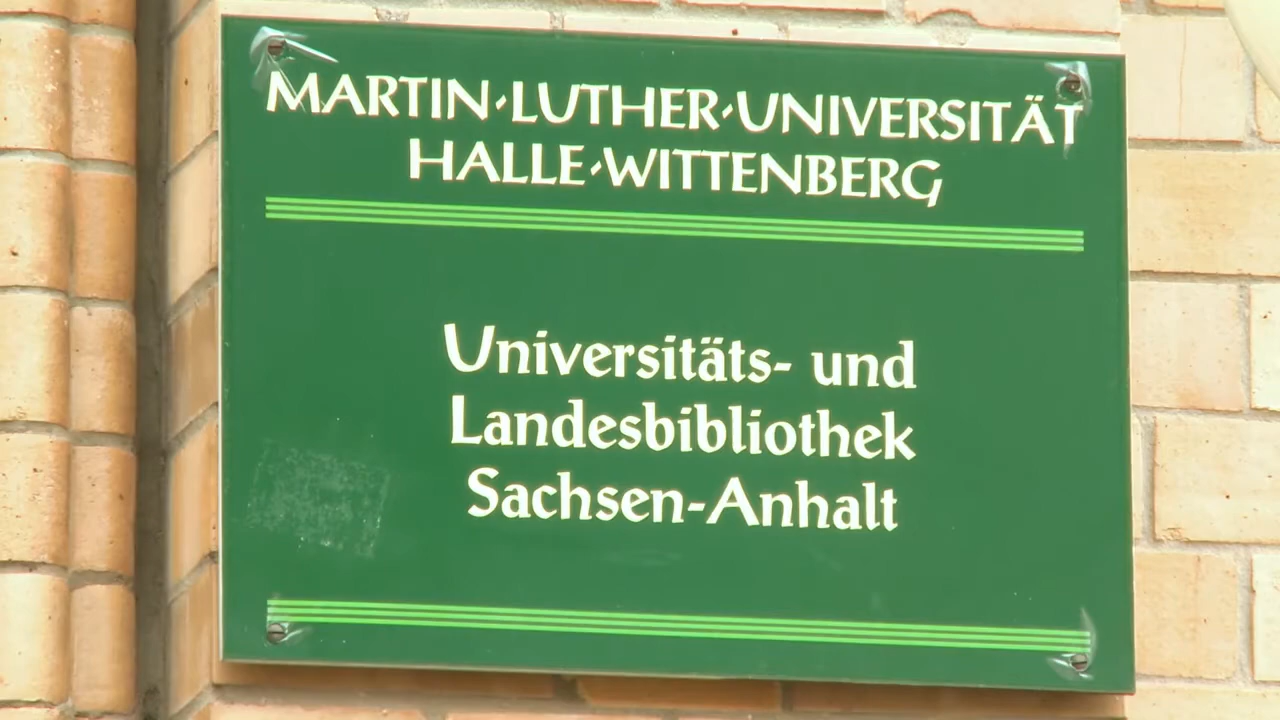 MARTIN-LUTHER-UNIVERSITÄT
HALLE-WITTENBERG
Universitäts- und
Landesbibliothek
Sachsen-Anhalt